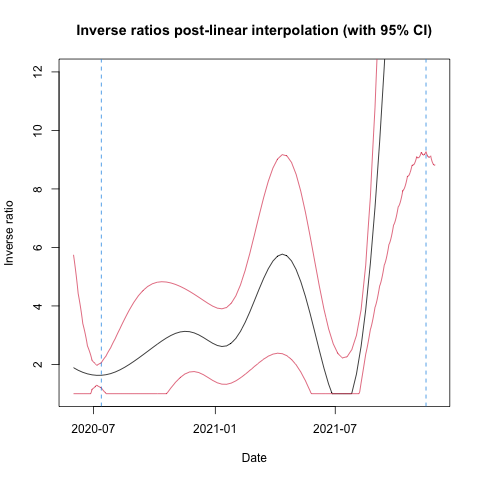 Inverse ratios post-linear interpolation (with 95% CI)
Inverse ratio
12
10
8
6
4
2
2020-07 2021-01 2021-07
Date